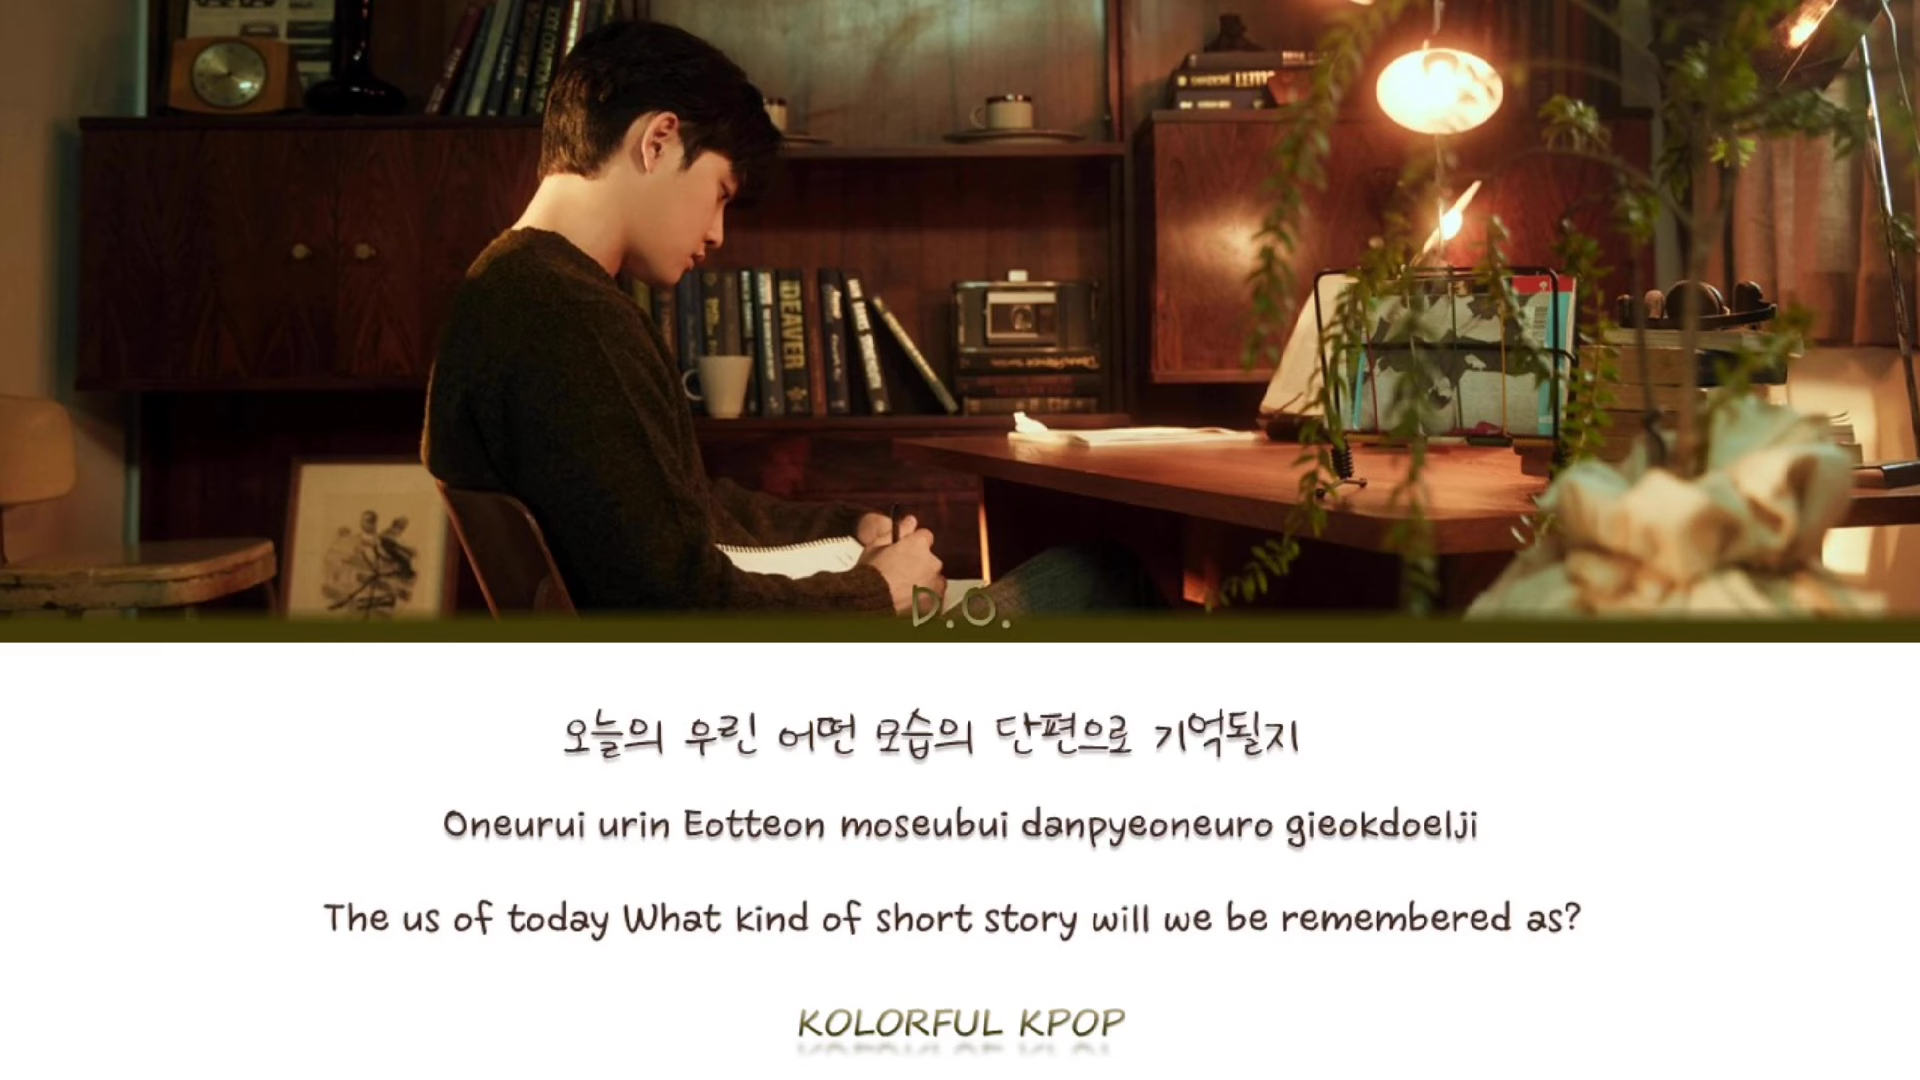 DEAVER
D.O.
오늘의 우린 어떤 모습의 단편으로 기억될지
Oneurui urin Eotteon moseubui danpyeoneuro gieokdoelji
The us of today What kind of short story will we be remembered as?
KOLORFUL KPOP